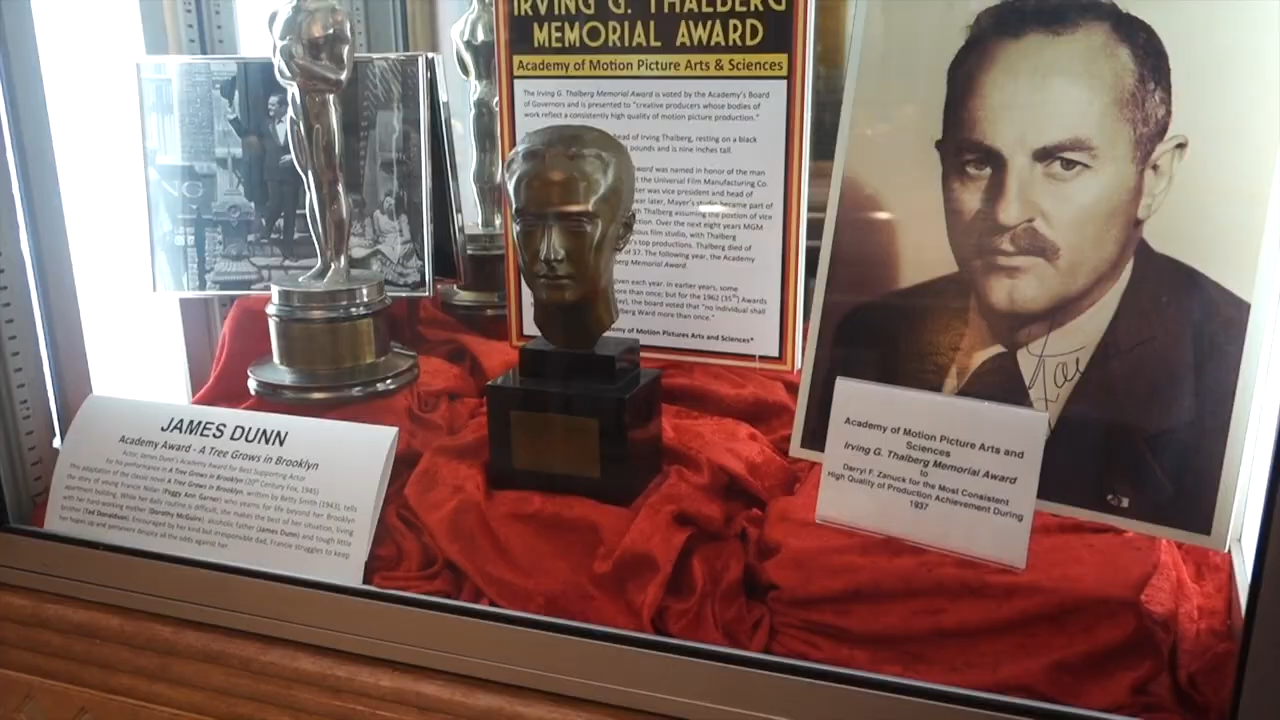 IRVING G. THALBERG
MEMORIAL AWARD
Academy of Motion Picture Arts & Sciences
The Irving G. Thalberg Memorial Award is voted by the Academy's Board
of Governors and is presented to "creative producers whose bodies of
work reflect a consistently high quality of motion picture production."
head of Irving Thalberg, resting on a black
pounds and is nine inches tall.
award was named in honor of the man
the Universal Film Manufacturing Co.
was vice president and head of
year later, Mayer's studio became part of
Thalberg assuming the postion of vice
Over the next eight years MGM
film studio, with Thalberg
top productions. Thalberg died of
of 37. The following year, the Academy
Memorial Award.
given each year. In earlier years, some
more than once; but for the 1962 (35th) Awards
the board voted that "no individual shall
Ward more than once."
of Motion Pictures Arts and Sciences*
JAMES DUNN
Academy Award - A Tree Grows in Brooklyn
Actor, James Dunn's Academy Award for Best Supporting Actor
For his performance in A Tree Grows in Brooklyn (20th Century Fox, 1945)
This adaptation of the classic novel A Tree Grows in Brooklyn, written by Betty Smith (1943), tells
the story of young Francie Nolan (Peggy Ann Garner) who yearns for life beyond her Brooklyn
apartment building. While her daily routine is difficult, she makes the best of her situation, living
with her hard-working mother (Dorothy McGuire), alcoholic father (James Dunn) and tough little
brother (Ted Donaldson). Encouraged by her kind but irresponsible dad, Francie struggles to keep
her hopes up and persevere despite all the odds against her.
Academy of Motion Picture Arts and
Sciences
Irving G. Thalberg Memorial Award
to
Darryl F. Zanuck for the Most Consistent
High Quality of Production Achievement During
1937